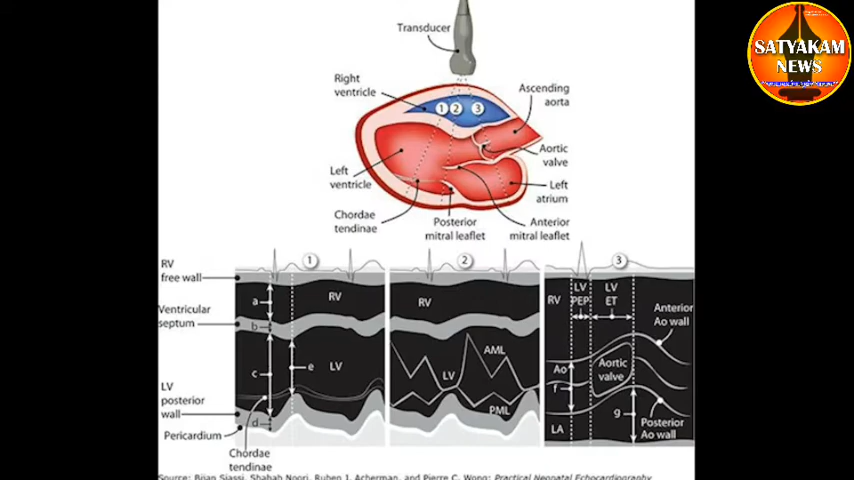 Transducer
SATYAKAM
NEWS
Right
ventricle
1 2 3
Ascending
aorta
Aortic
valve
Left
ventricle
Left
atrium
Chordae
tendinae
Posterior
mitral leaflet
Anterior
mitral leaflet
1
2
3
RV
free wall
Ventricular
septum
LV
posterior
wall
Pericardium
Chordae
tendinae
a
b
c
d
e
RV
LV
RV
AML
LV
PML
RV
LV
PEP
LV
ET
Anterior
Ao wall
Ao
Aortic
valve
f
g
LA
Posterior
Ao wall
Source: Bijan Siassi, Shahab Noori, Ruben J. Acherman, and Pierre C. Wong: Practical Neonatal Echocardiography